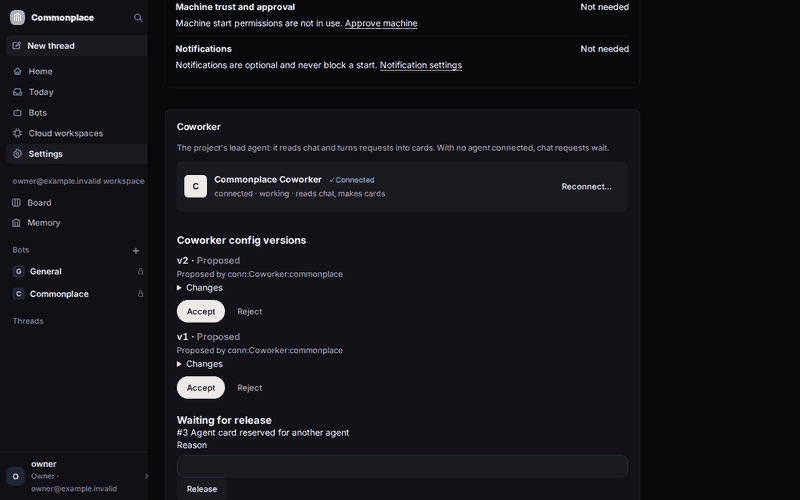 Commonplace
New thread
Home
Today
Bots
Cloud workspaces
Settings
owner@example.invalid workspace
Board
Memory
Bots
G General
C Commonplace
Threads
O owner
Owner ·
owner@example.invalid
Machine trust and approval Not needed
Machine start permissions are not in use. Approve machine
Notifications Not needed
Notifications are optional and never block a start. Notification settings
Coworker
The project's lead agent: it reads chat and turns requests into cards. With no agent connected, chat requests wait.
C Commonplace Coworker ✓ Connected
connected · working · reads chat, makes cards
Reconnect...
Coworker config versions
v2 · Proposed
Proposed by conn:Coworker:commonplace
▶ Changes
Accept Reject
v1 · Proposed
Proposed by conn:Coworker:commonplace
▶ Changes
Accept Reject
Waiting for release
#3 Agent card reserved for another agent
Reason
Release